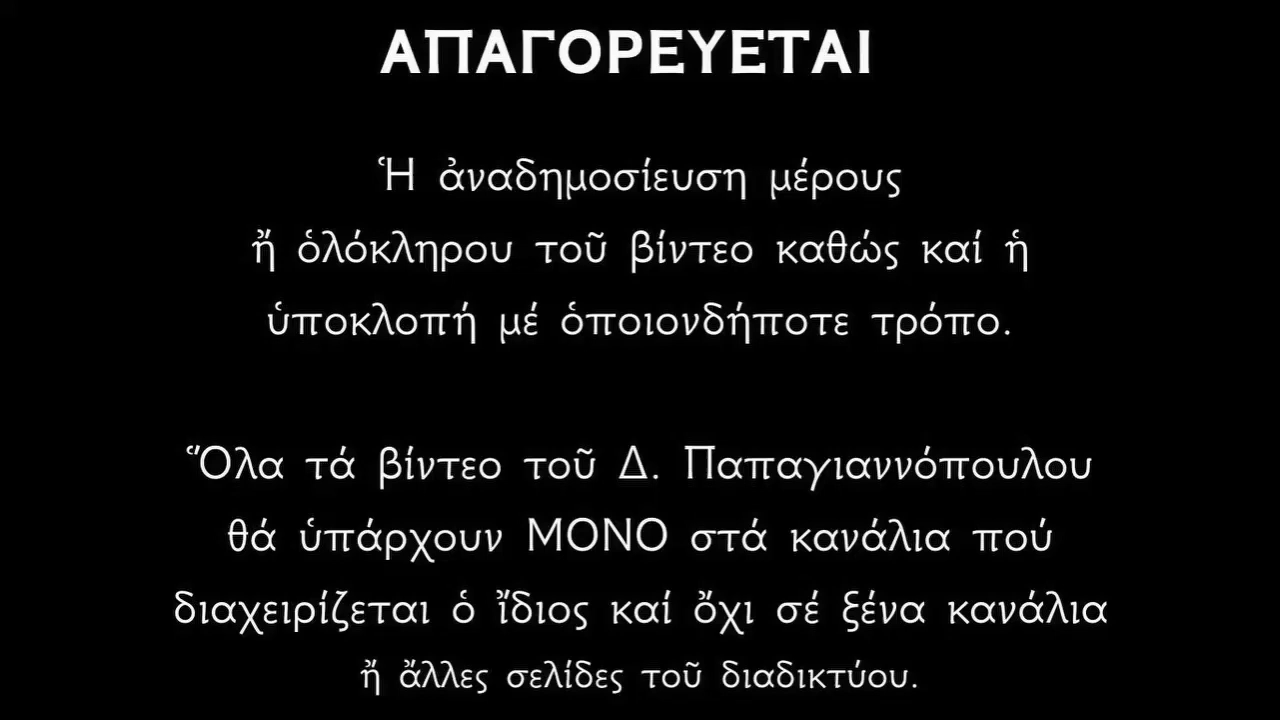 ΑΠΑΓΟΡΕΥΕΤΑΙ
Ἡ ἀναδημοσίευση μέρους
ἤ ὁλόκληρου τοῦ βίντεο καθώς καί ἡ
ὑποκλοπή μέ ὁποιονδήποτε τρόπο.
Ὅλα τά βίντεο τοῦ Δ. Παπαγιαννόπουλου
θά ὑπάρχουν ΜΟΝΟ στά κανάλια πού
διαχειρίζεται ὁ ἴδιος καί ὄχι σέ ξένα κανάλια
ἤ ἄλλες σελίδες τοῦ διαδικτύου.